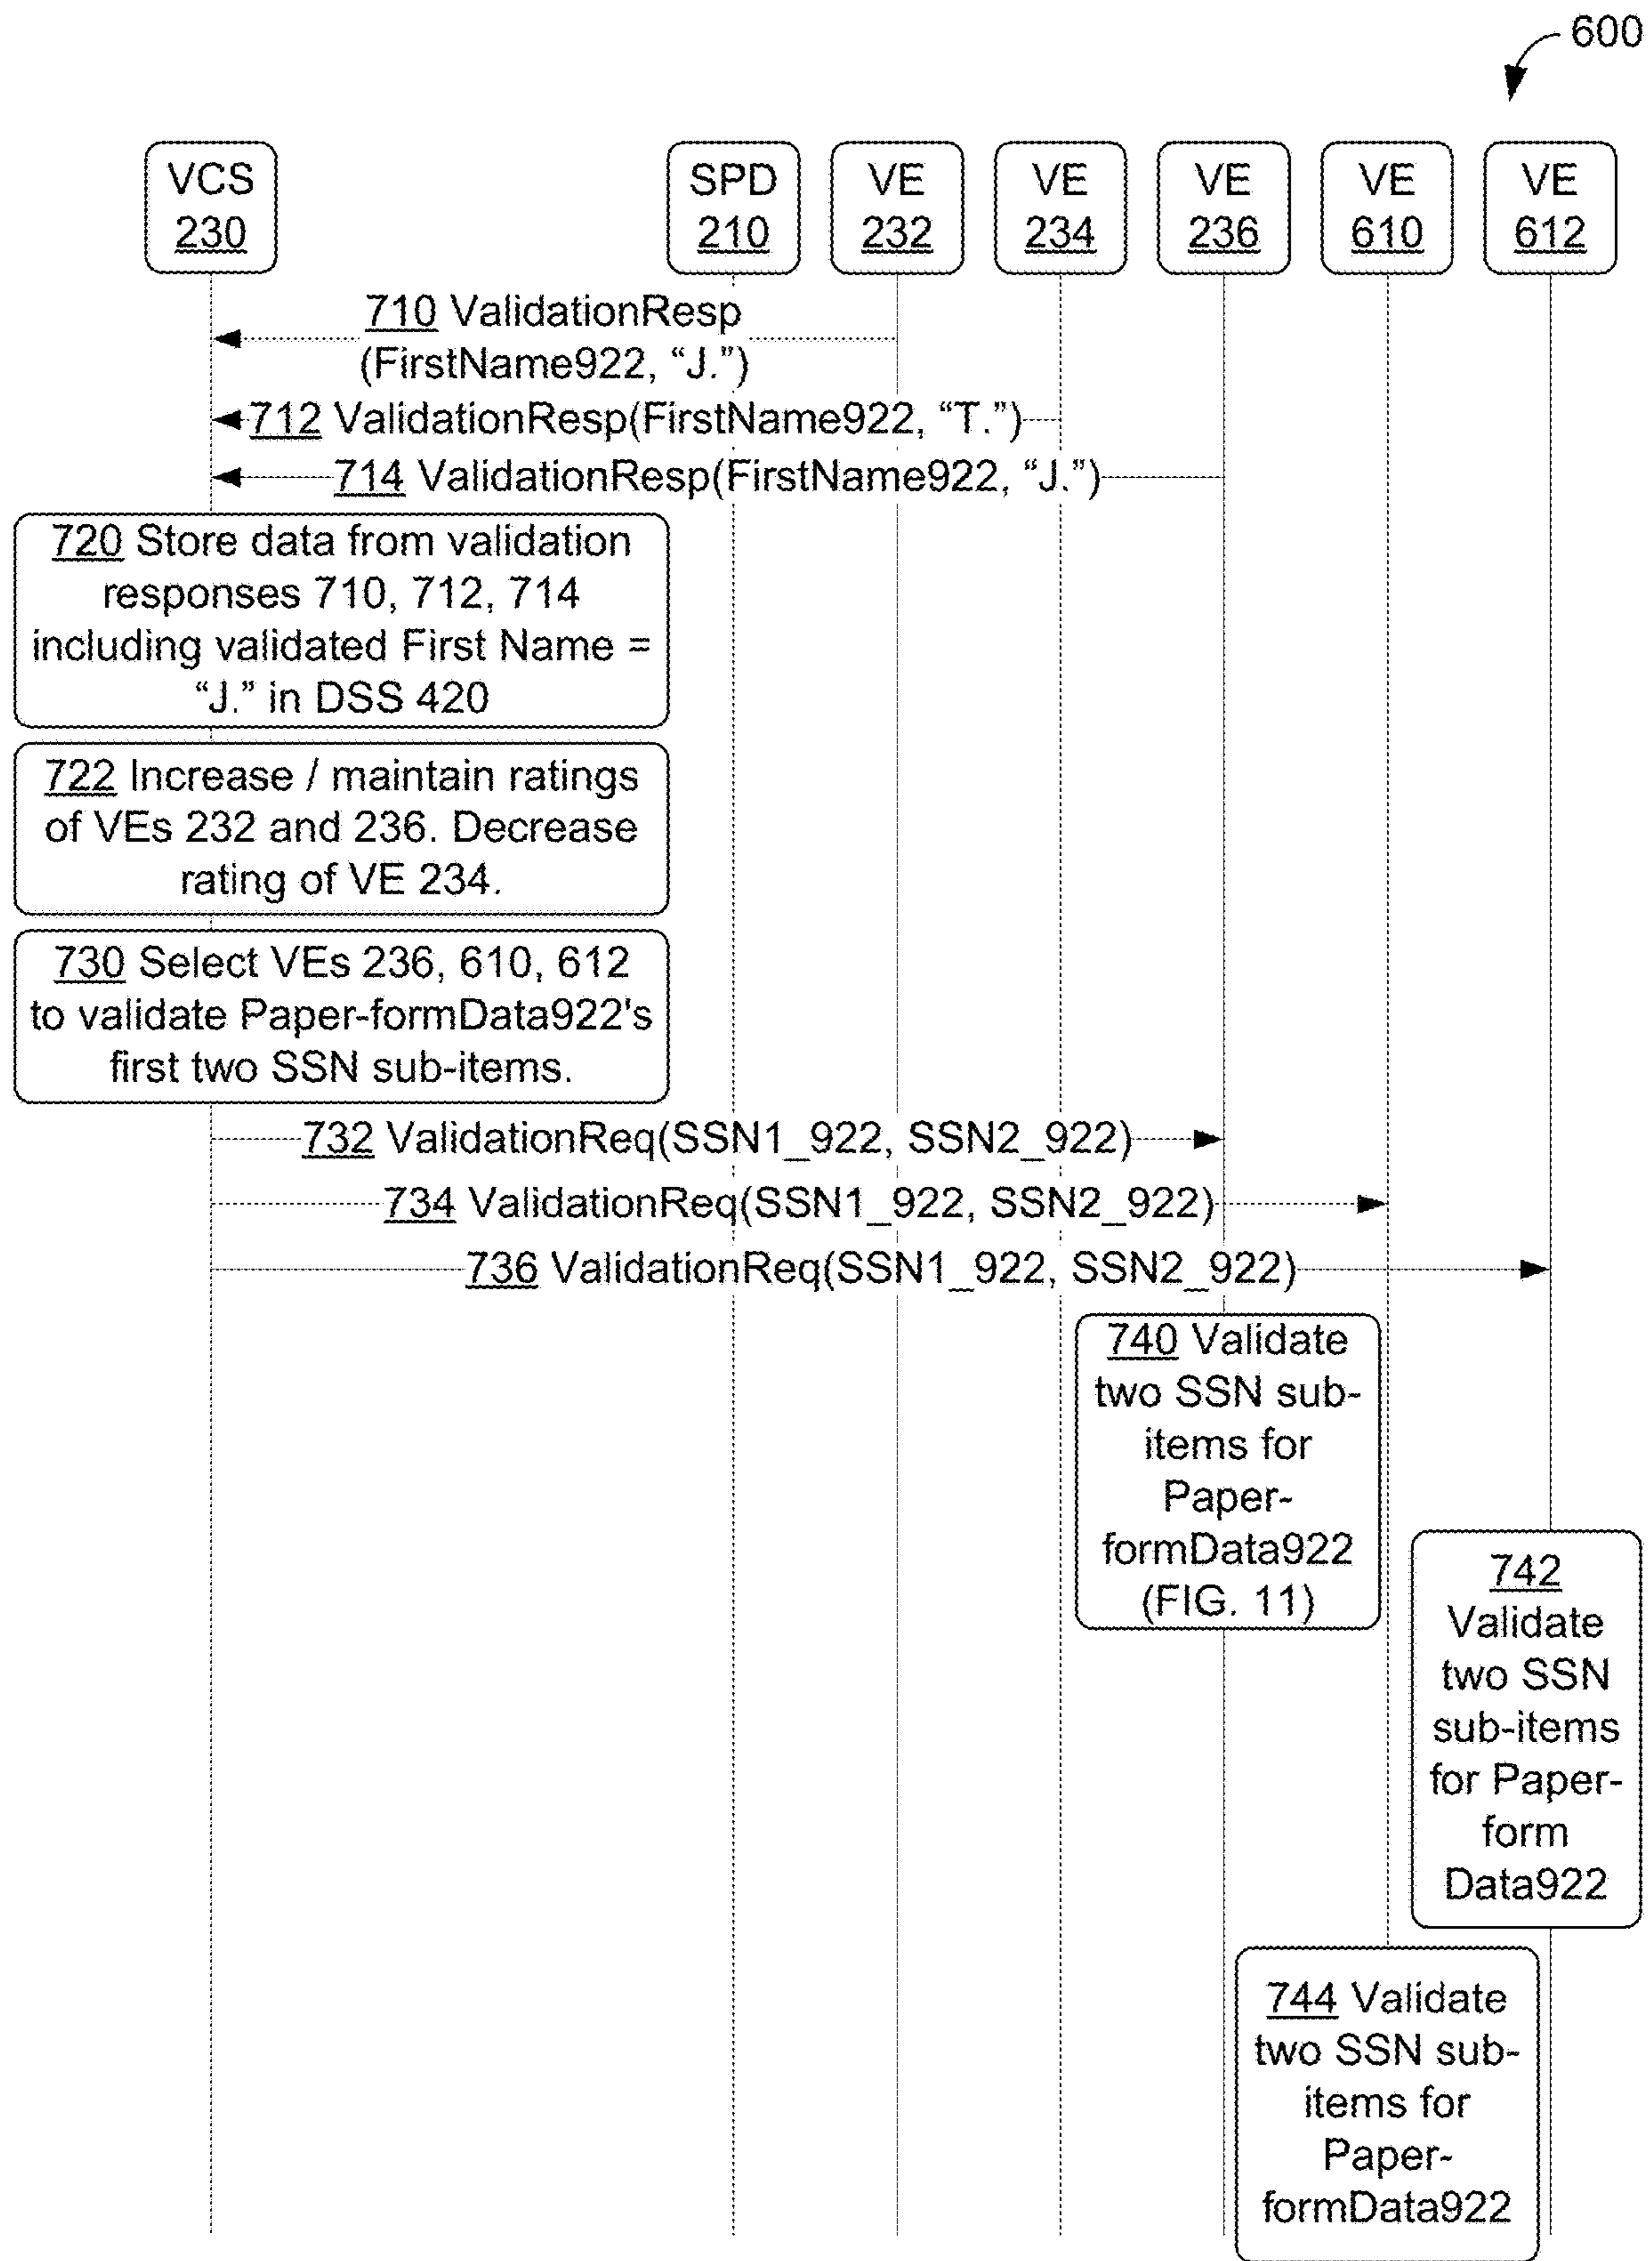 600
VCS
230
SPD
210
VE
232
VE
234
VE
236
VE
610
VE
612
710 ValidationResp
(FirstName922, “J.”)
712 ValidationResp(FirstName922, “T.”)
714 ValidationResp(FirstName922, “J.”)
720 Store data from validation
responses 710, 712, 714
including validated First Name =
“J.” in DSS 420
722 Increase / maintain ratings
of VEs 232 and 236. Decrease
rating of VE 234.
730 Select VEs 236, 610, 612
to validate Paper-formData922's
first two SSN sub-items.
732 ValidationReq(SSN1_922, SSN2_922)
734 ValidationReq(SSN1_922, SSN2_922)
736 ValidationReq(SSN1_922, SSN2_922)
740 Validate
two SSN sub-
items for
Paper-
formData922
(FIG. 11)
742
Validate
two SSN
sub-items
for Paper-
form
Data922
744 Validate
two SSN sub-
items for
Paper-
formData922